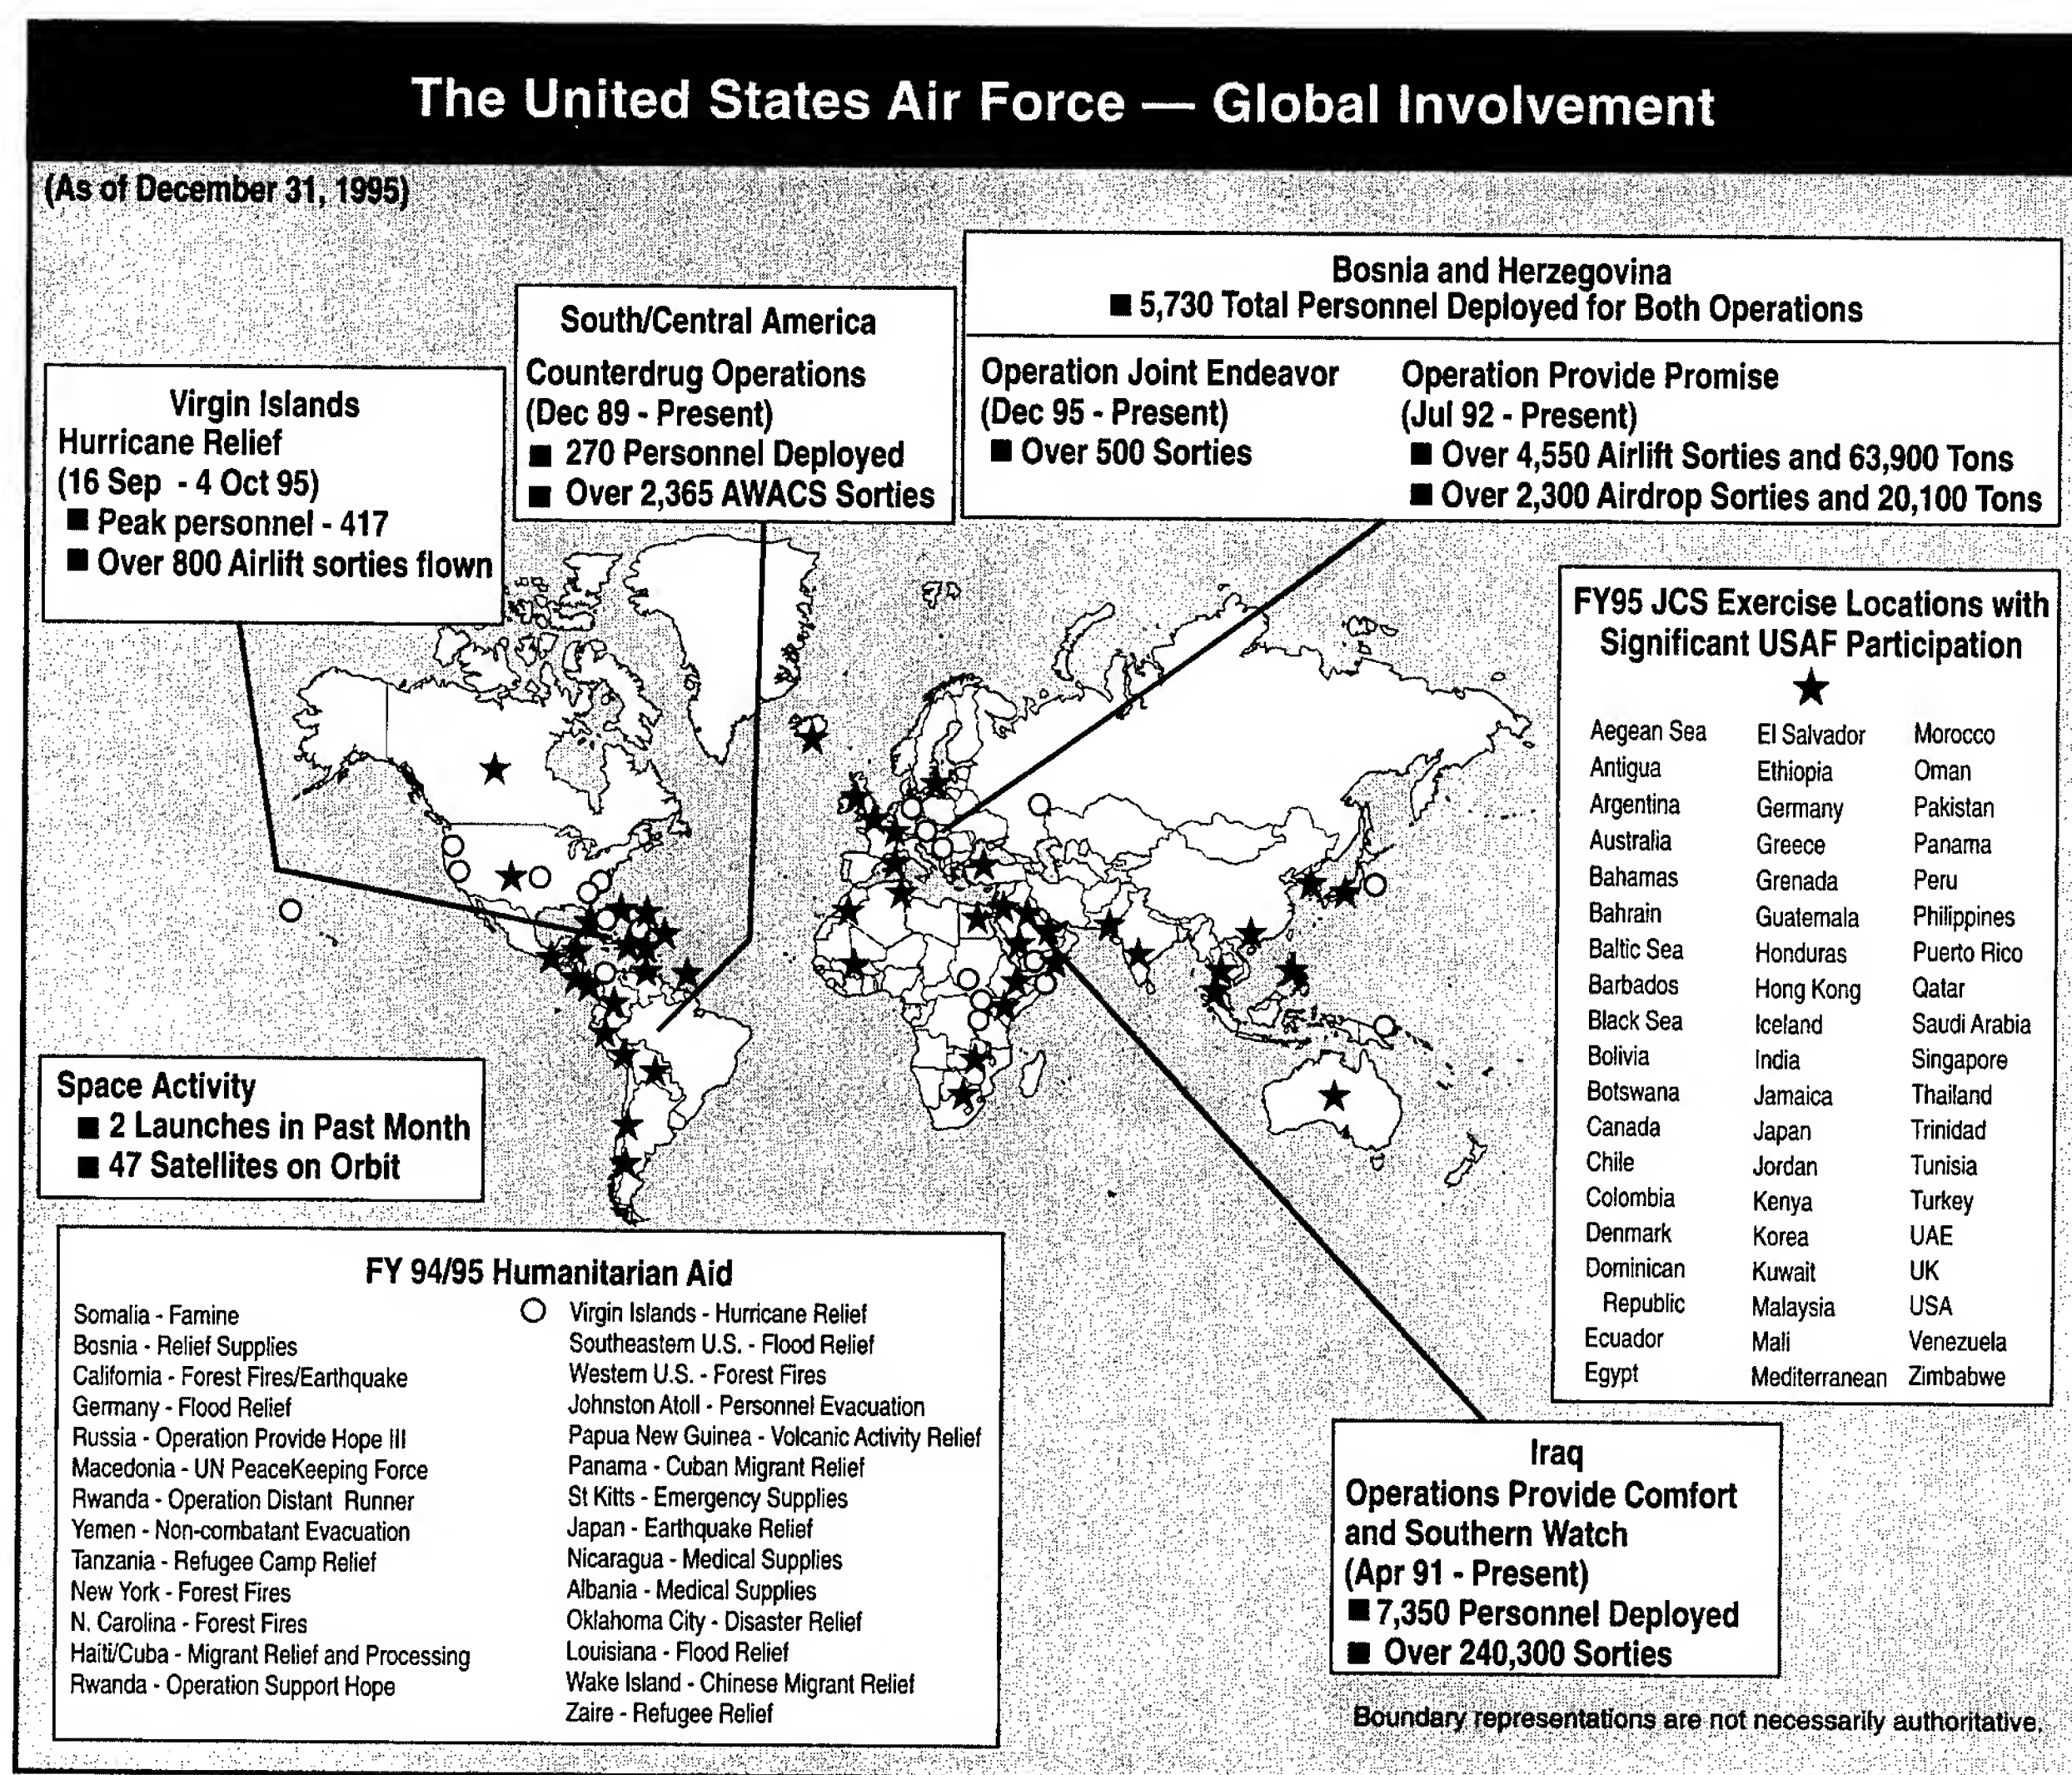 The United States Air Force — Global Involvement
(As of December 31, 1995)
Bosnia and Herzegovina
■ 5,730 Total Personnel Deployed for Both Operations
Operation Joint Endeavor
(Dec 95 - Present)
■ Over 500 Sorties
Operation Provide Promise
(Jul 92 - Present)
■ Over 4,550 Airlift Sorties and 63,900 Tons
■ Over 2,300 Airdrop Sorties and 20,100 Tons
South/Central America
Counterdrug Operations
(Dec 89 - Present)
■ 270 Personnel Deployed
■ Over 2,365 AWACS Sorties
Virgin Islands
Hurricane Relief
(16 Sep - 4 Oct 95)
■ Peak personnel - 417
■ Over 800 Airlift sorties flown
FY95 JCS Exercise Locations with
Significant USAF Participation
Aegean Sea
Antigua
Argentina
Australia
Bahamas
Bahrain
Baltic Sea
Barbados
Black Sea
Bolivia
Botswana
Canada
Chile
Colombia
Denmark
Dominican
Republic
Ecuador
Egypt
El Salvador
Ethiopia
Germany
Greece
Grenada
Guatemala
Honduras
Hong Kong
Iceland
India
Jamaica
Japan
Jordan
Kenya
Korea
Kuwait
Malaysia
Mali
Mediterranean
Morocco
Oman
Pakistan
Panama
Peru
Philippines
Puerto Rico
Qatar
Saudi Arabia
Singapore
Thailand
Trinidad
Tunisia
Turkey
UAE
UK
USA
Venezuela
Zimbabwe
Space Activity
■ 2 Launches in Past Month
■ 47 Satellites on Orbit
FY 94/95 Humanitarian Aid
Somalia - Famine
Bosnia - Relief Supplies
California - Forest Fires/Earthquake
Germany - Flood Relief
Russia - Operation Provide Hope III
Macedonia - UN PeaceKeeping Force
Rwanda - Operation Distant Runner
Yemen - Non-combatant Evacuation
Tanzania - Refugee Camp Relief
New York - Forest Fires
N. Carolina - Forest Fires
Haiti/Cuba - Migrant Relief and Processing
Rwanda - Operation Support Hope
Virgin Islands - Hurricane Relief
Southeastern U.S. - Flood Relief
Western U.S. - Forest Fires
Johnston Atoll - Personnel Evacuation
Papua New Guinea - Volcanic Activity Relief
Panama - Cuban Migrant Relief
St Kitts - Emergency Supplies
Japan - Earthquake Relief
Nicaragua - Medical Supplies
Albania - Medical Supplies
Oklahoma City - Disaster Relief
Louisiana - Flood Relief
Wake Island - Chinese Migrant Relief
Zaire - Refugee Relief
Iraq
Operations Provide Comfort
and Southern Watch
(Apr 91 - Present)
■ 7,350 Personnel Deployed
■ Over 240,300 Sorties
Boundary representations are not necessarily authoritative.